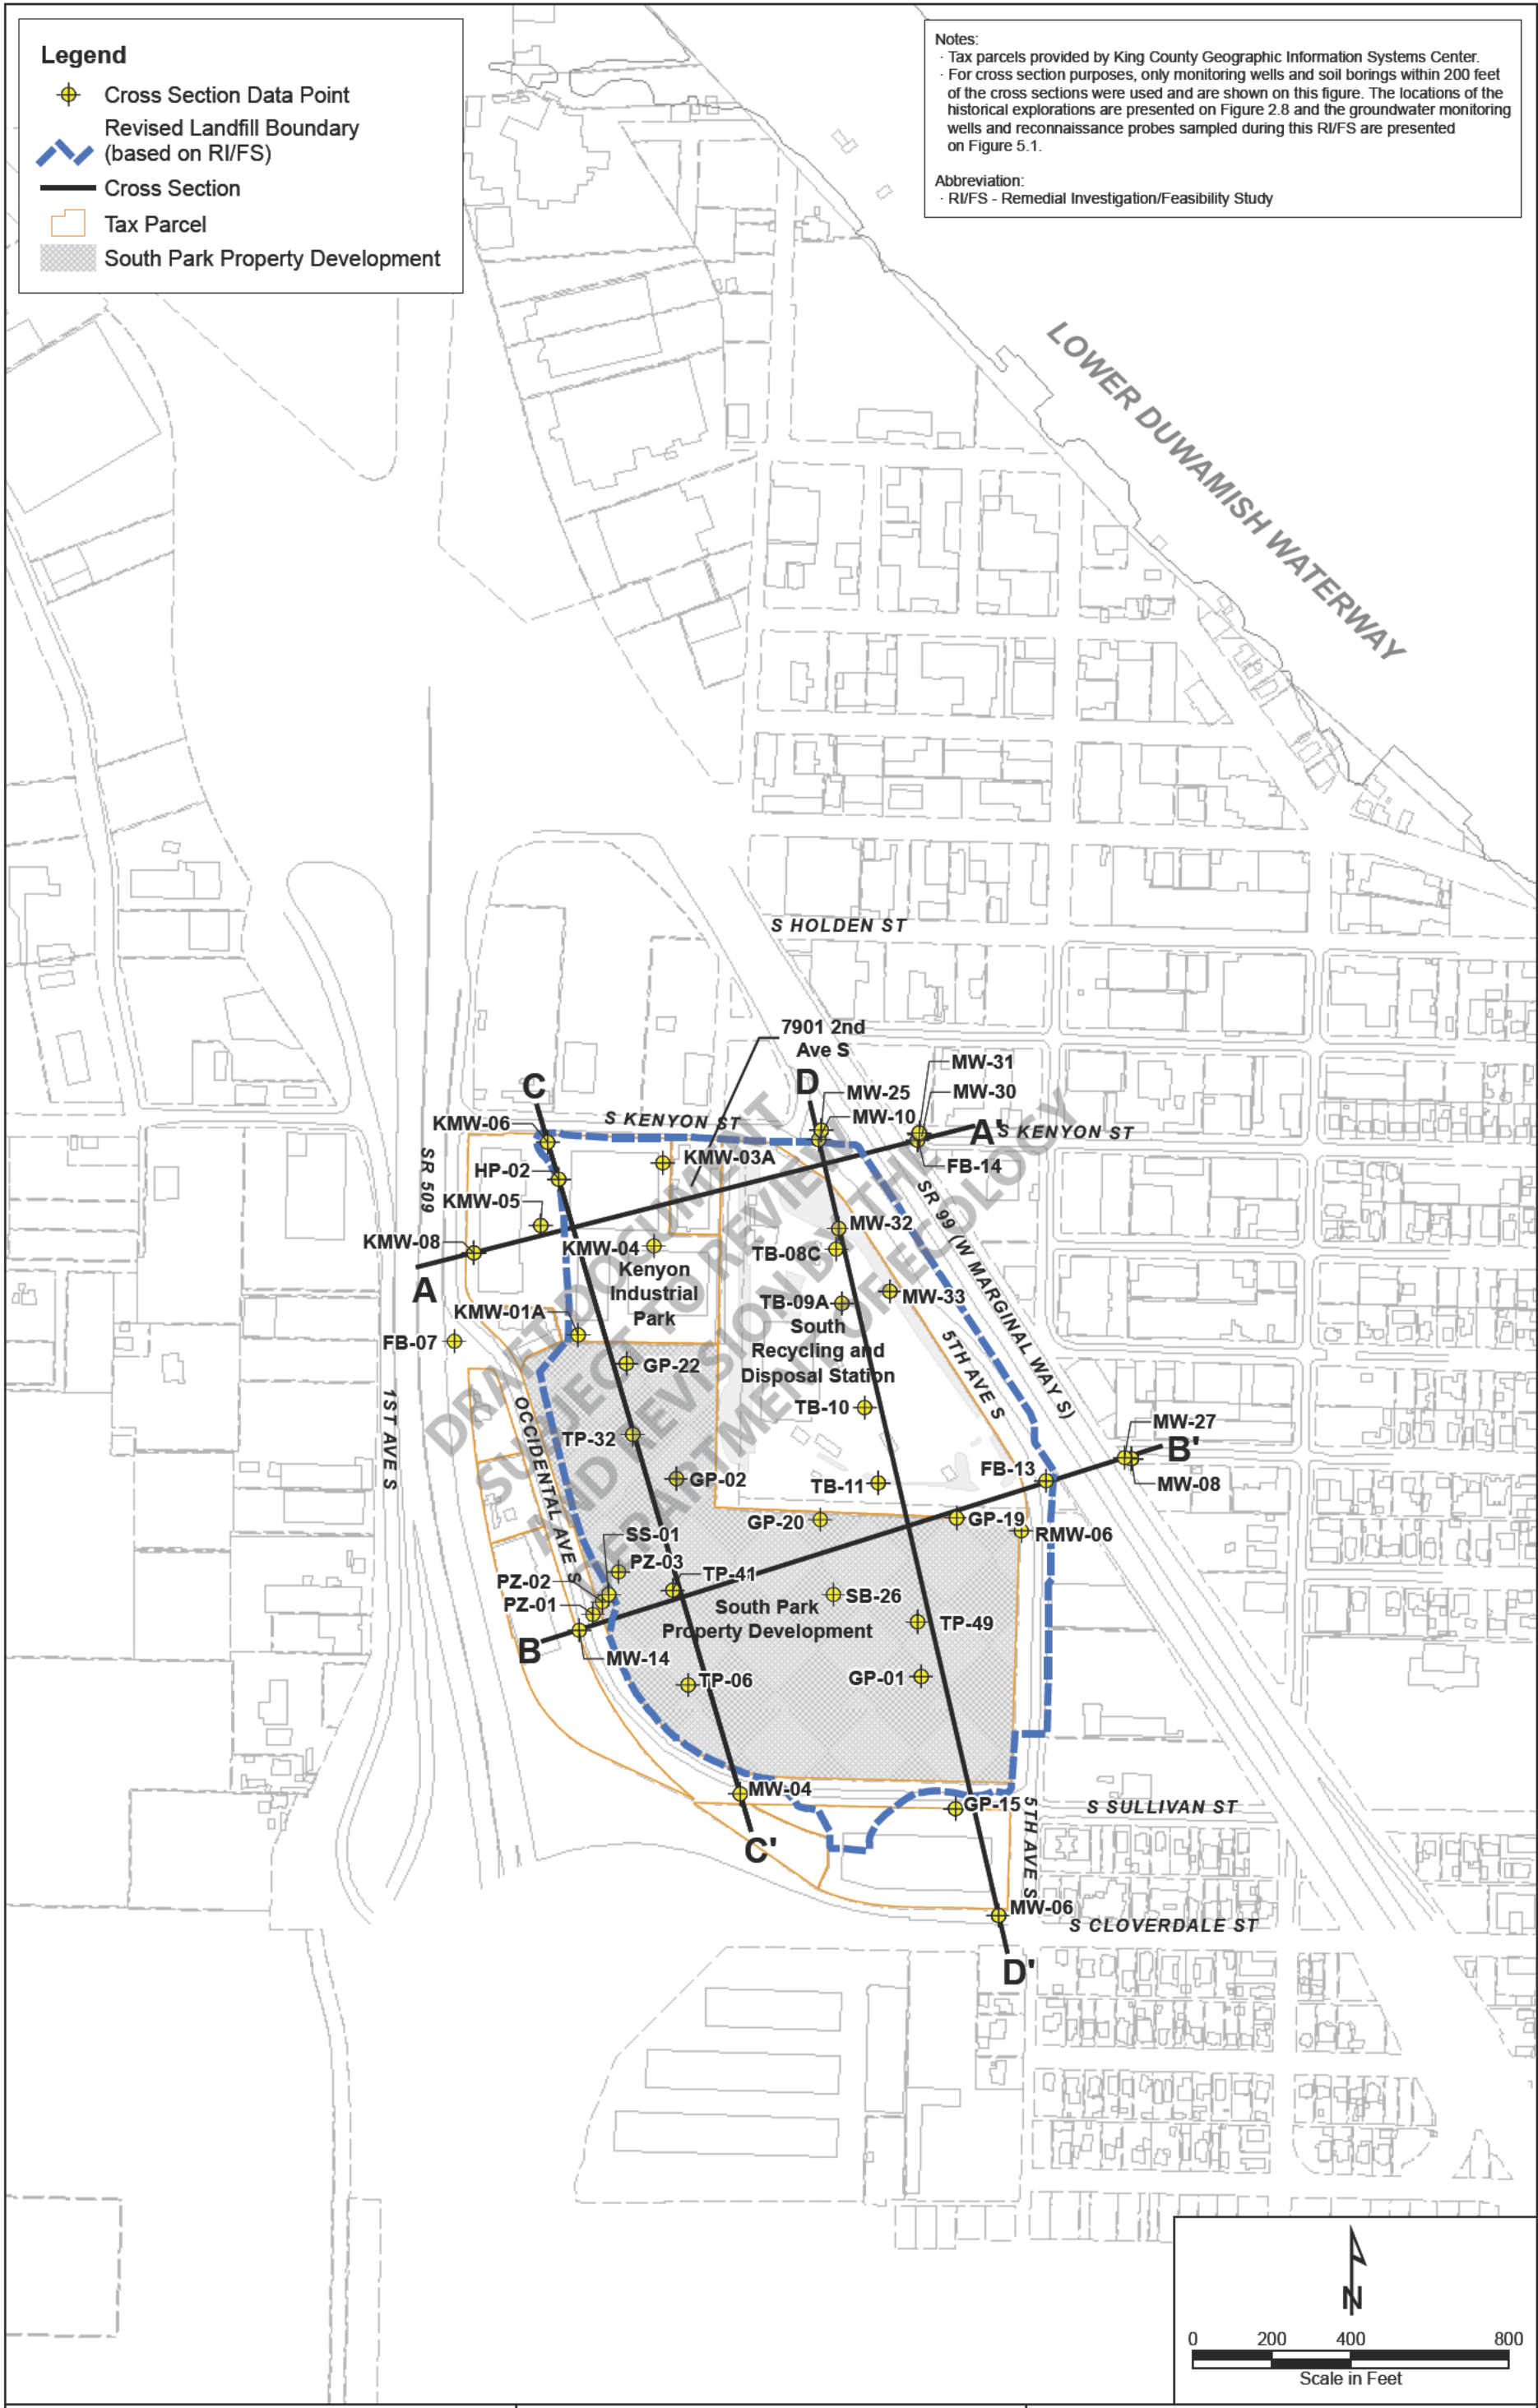 Legend
Cross Section Data Point
Revised Landfill Boundary
(based on RI/FS)
Cross Section
Tax Parcel
South Park Property Development
Notes:
· Tax parcels provided by King County Geographic Information Systems Center.
· For cross section purposes, only monitoring wells and soil borings within 200 feet
of the cross sections were used and are shown on this figure. The locations of the
historical explorations are presented on Figure 2.8 and the groundwater monitoring
wells and reconnaissance probes sampled during this RI/FS are presented
on Figure 5.1.
Abbreviation:
· RI/FS - Remedial Investigation/Feasibility Study
LOWER DUWAMISH WATERWAY
S HOLDEN ST
7901 2nd
Ave S
C
D
MW-31
MW-25
MW-30
MW-10
KMW-06
S KENYON ST
A'
S KENYON ST
KMW-03A
FB-14
HP-02
SR 509
KMW-05
MW-32
SR 99 (W MARGINAL WAY S)
KMW-08
KMW-04
TB-08C
A
Kenyon
Industrial
Park
MW-33
TB-09A
KMW-01A
South
Recycling and
Disposal Station
FB-07
5TH AVE S
GP-22
1ST AVE S
OCCIDENTAL AVE S
TB-10
MW-27
TP-32
B'
GP-02
TB-11
FB-13
MW-08
GP-20
GP-19
RMW-06
SS-01
PZ-03
TP-41
PZ-02
SB-26
PZ-01
South Park
Property Development
TP-49
B
MW-14
TP-06
GP-01
MW-04
GP-15
5TH AVE S
S SULLIVAN ST
C'
MW-06
S CLOVERDALE ST
D'
DRAFT DOCUMENT
SUBJECT TO REVIEW
AND REVISION BY THE
DEPARTMENT OF ECOLOGY
N
0 200 400 800
Scale in Feet